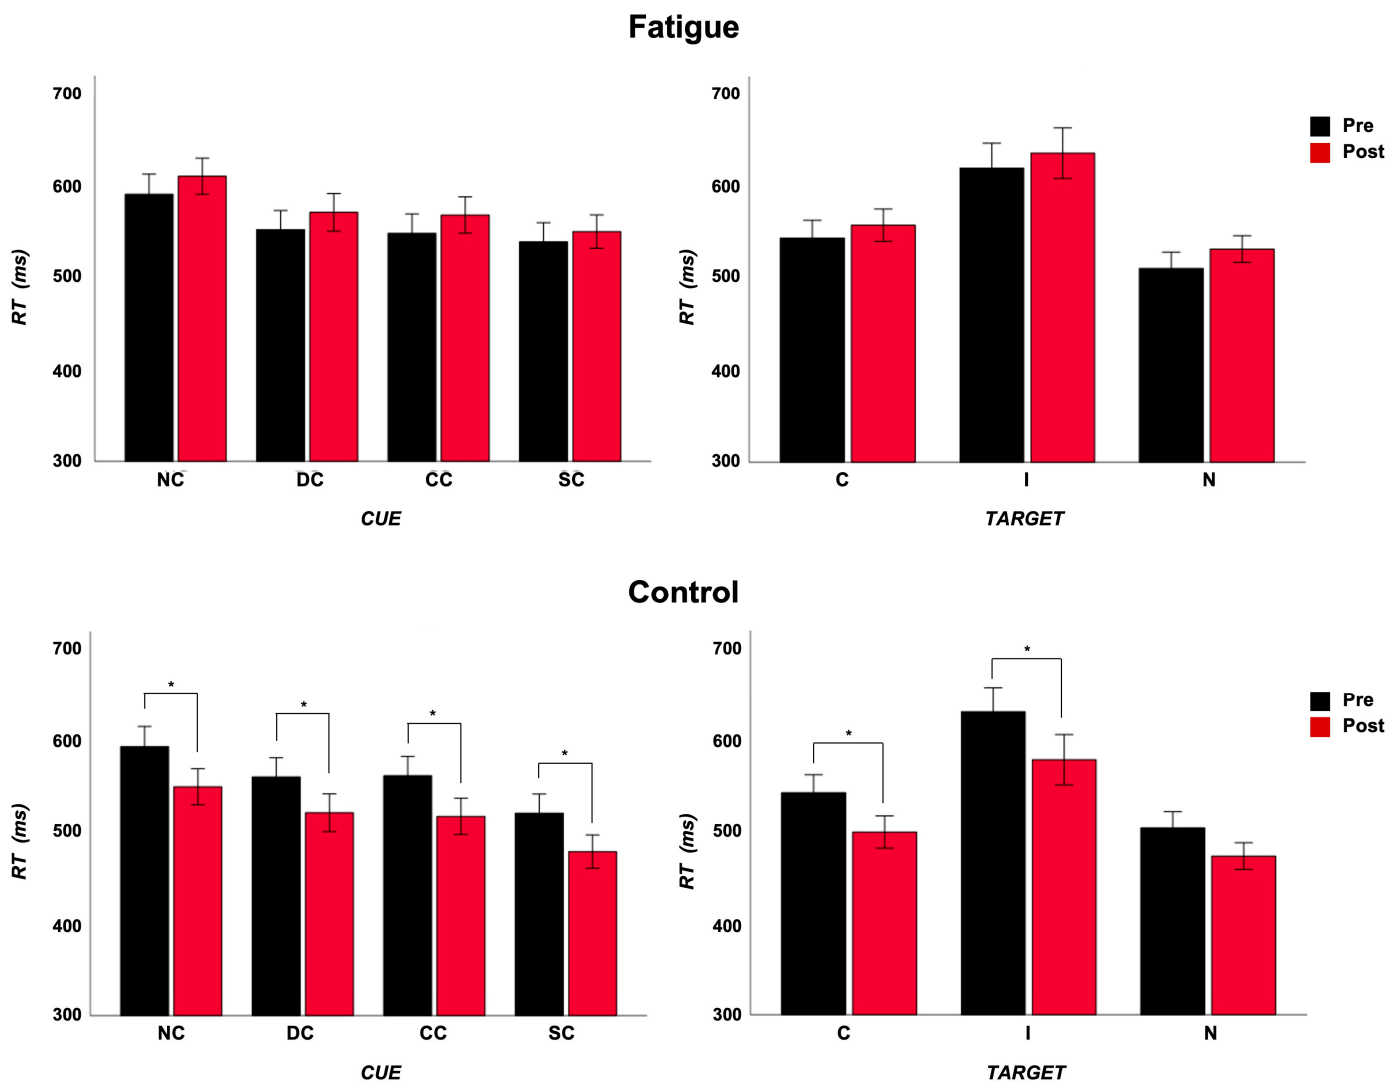 Fatigue
700
600
500
400
300
RT (ms)
NC DC CC SC
CUE
700
600
500
400
300
RT (ms)
C I N
TARGET
Pre
Post
Control
700
600
500
400
300
RT (ms)
* * * *
NC DC CC SC
CUE
700
600
500
400
300
RT (ms)
* *
C I N
TARGET
Pre
Post